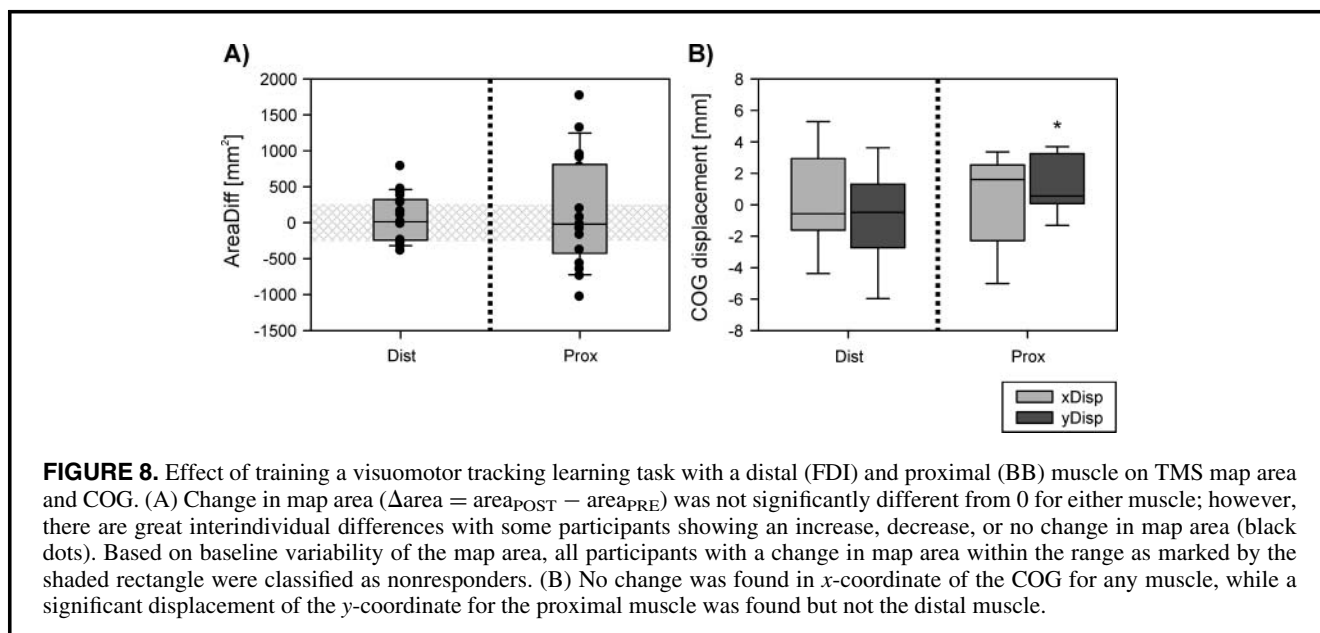 A)
B)
2000
1500
1000
500
0
-500
-1000
-1500
AreaDiff [mm²]
Dist
Prox
8
6
4
2
0
-2
-4
-6
-8
COG displacement [mm]
*
Dist
Prox
xDisp
yDisp
FIGURE 8. Effect of training a visuomotor tracking learning task with a distal (FDI) and proximal (BB) muscle on TMS map area
and COG. (A) Change in map area (Δarea = area_POST − area_PRE) was not significantly different from 0 for either muscle; however,
there are great interindividual differences with some participants showing an increase, decrease, or no change in map area (black
dots). Based on baseline variability of the map area, all participants with a change in map area within the range as marked by the
shaded rectangle were classified as nonresponders. (B) No change was found in x-coordinate of the COG for any muscle, while a
significant displacement of the y-coordinate for the proximal muscle was found but not the distal muscle.